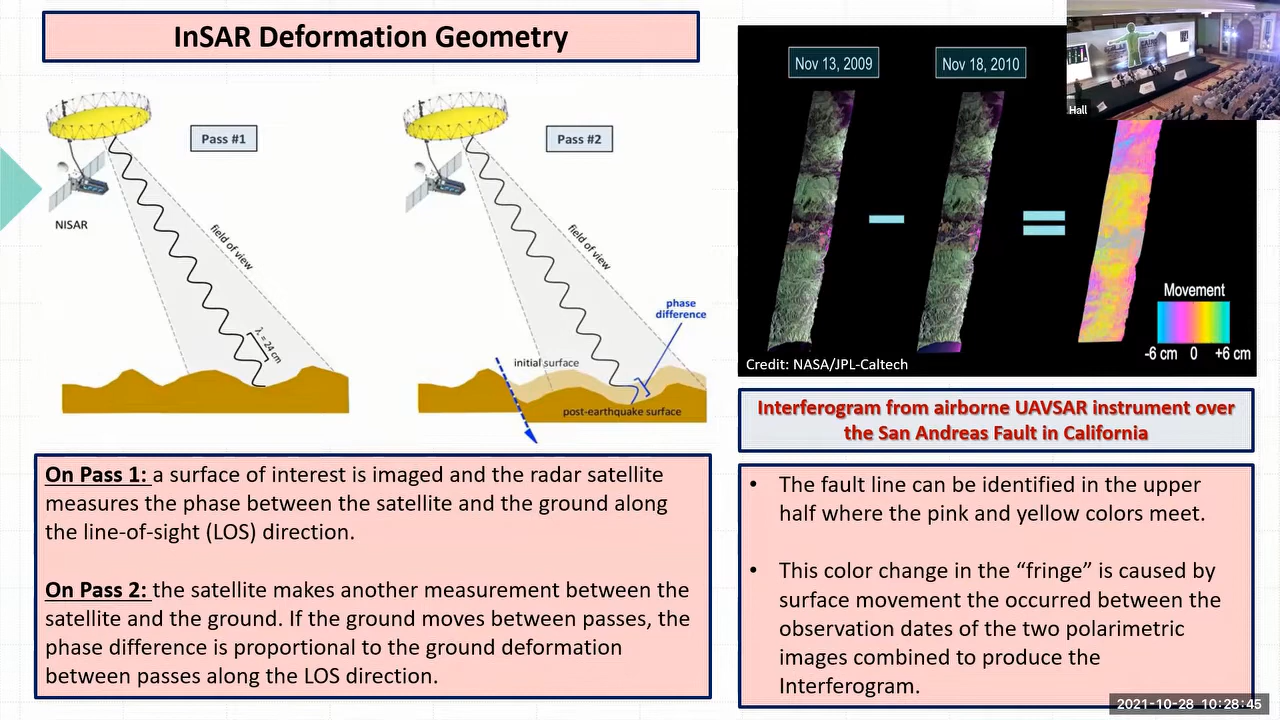 InSAR Deformation Geometry
Pass #1
NISAR
field of view
λ = 24 cm
Pass #2
field of view
phase
difference
initial surface
post-earthquake surface
On Pass 1: a surface of interest is imaged and the radar satellite
measures the phase between the satellite and the ground along
the line-of-sight (LOS) direction.
On Pass 2: the satellite makes another measurement between the
satellite and the ground. If the ground moves between passes, the
phase difference is proportional to the ground deformation
between passes along the LOS direction.
Nov 13, 2009
Nov 18, 2010
Hall
Movement
-6 cm 0 +6 cm
Credit: NASA/JPL-Caltech
Interferogram from airborne UAVSAR instrument over
the San Andreas Fault in California
• The fault line can be identified in the upper
half where the pink and yellow colors meet.
• This color change in the “fringe” is caused by
surface movement the occurred between the
observation dates of the two polarimetric
images combined to produce the
Interferogram.
2021-10-28 10:28:45